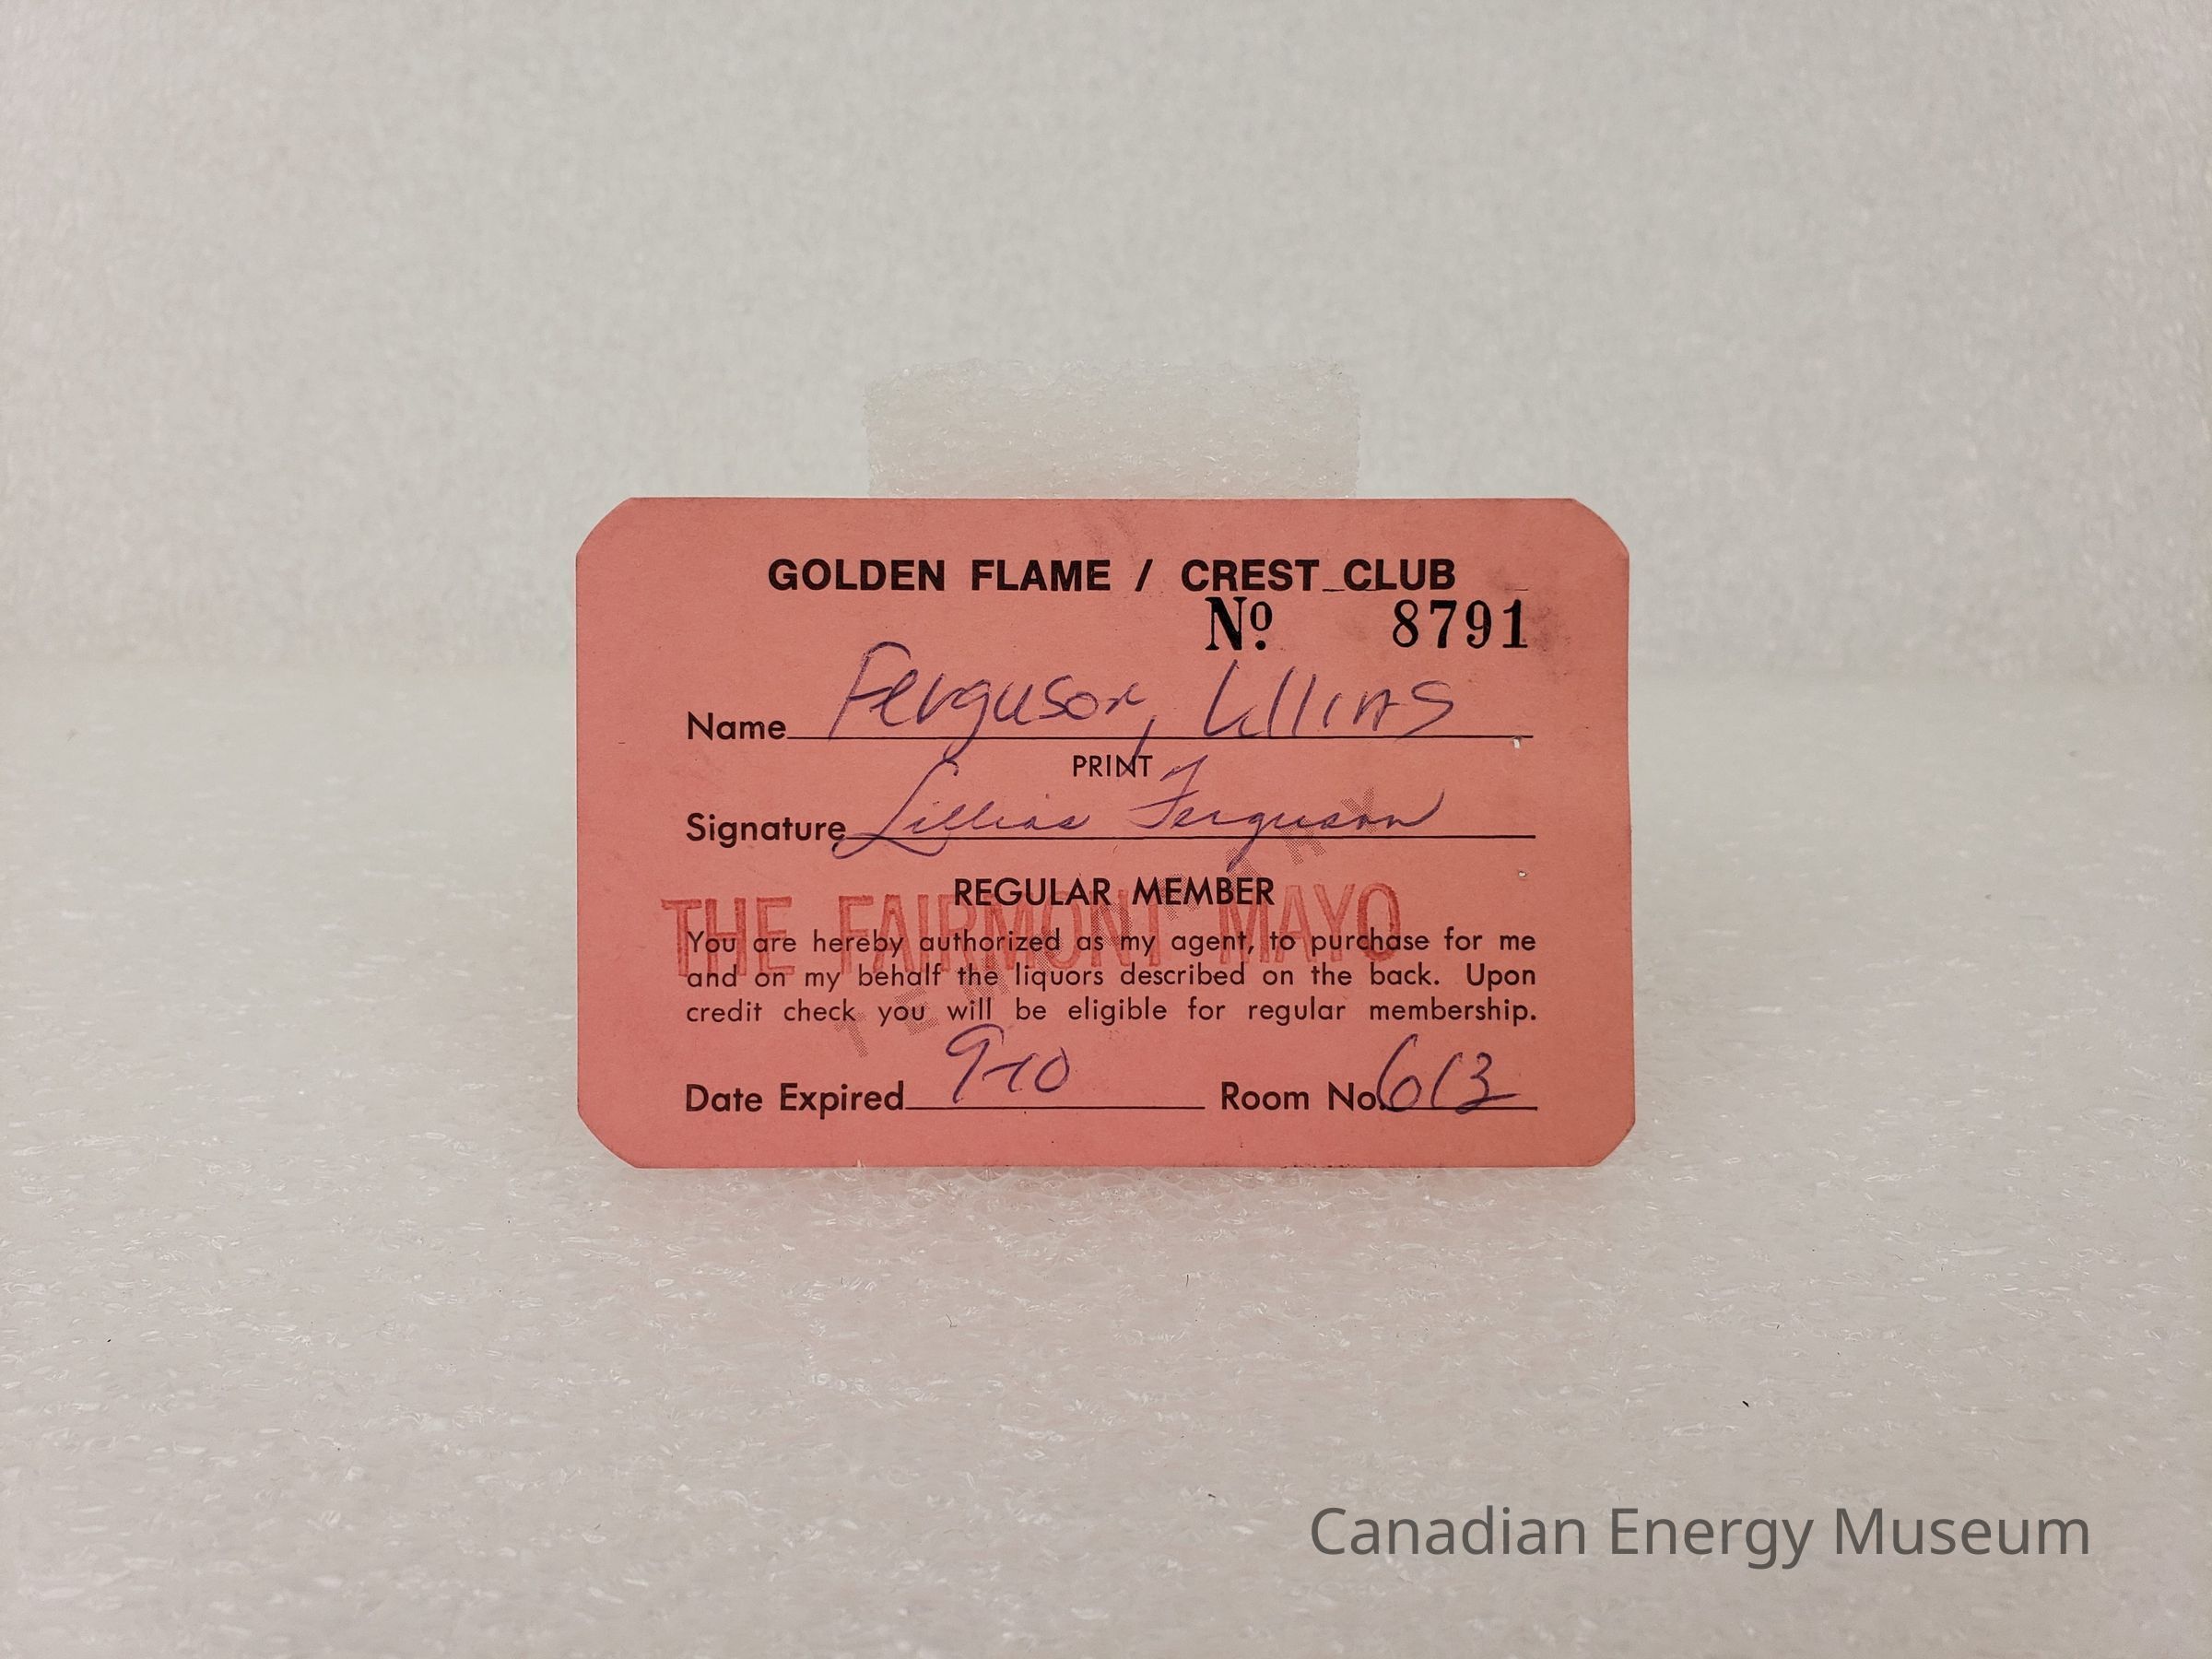 GOLDEN FLAME / CREST CLUB
Nº 8791
Name Ferguson, Lillias
PRINT
Signature Lillias Ferguson
REGULAR MEMBER
THE FAIRMONT MAYO
You are hereby authorized as my agent, to purchase for me
and on my behalf the liquors described on the back. Upon
credit check you will be eligible for regular membership.
Date Expired 9-10 Room No. 613
Canadian Energy Museum